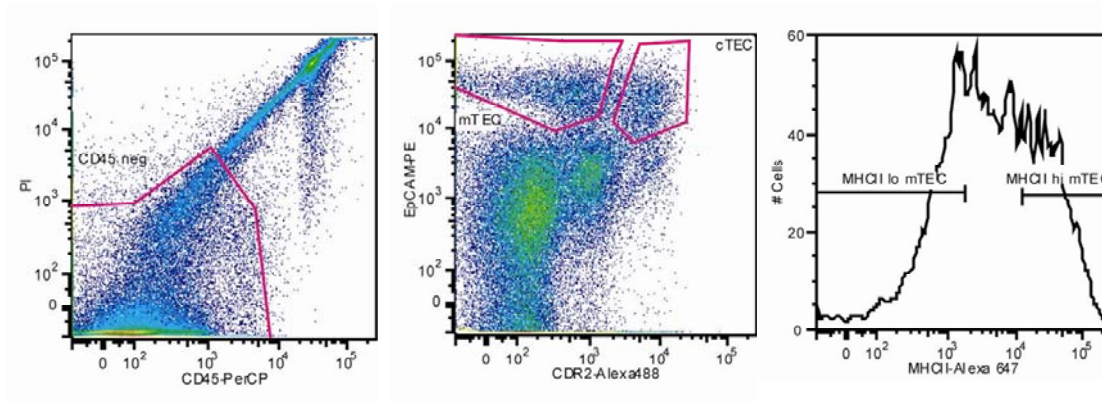 10^5
10^4
CD45 neg
PI
10^3
10^2
0
0 10^2 10^3 10^4 10^5
CD45-PerCP
cTEC
10^5
10^4
mTEC
EpCAM-PE
10^3
10^2
0
0 10^2 10^3 10^4 10^5
CDR2-Alexa488
60
40
# Cells
MHCII lo mTEC MHCII hi mTEC
20
0
0 10^2 10^3 10^4 10^5
MHCII-Alexa 647